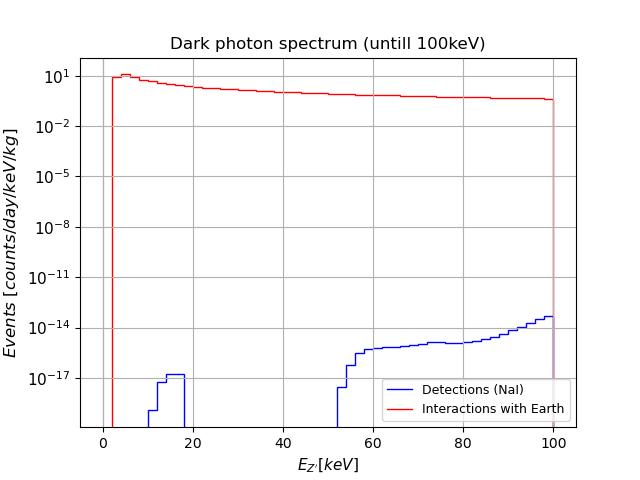 Dark photon spectrum (untill 100keV)
Events [counts/day/keV/kg]
10^1
10^-2
10^-5
10^-8
10^-11
10^-14
10^-17
Detections (NaI)
Interactions with Earth
0 20 40 60 80 100
E_Z'[keV]